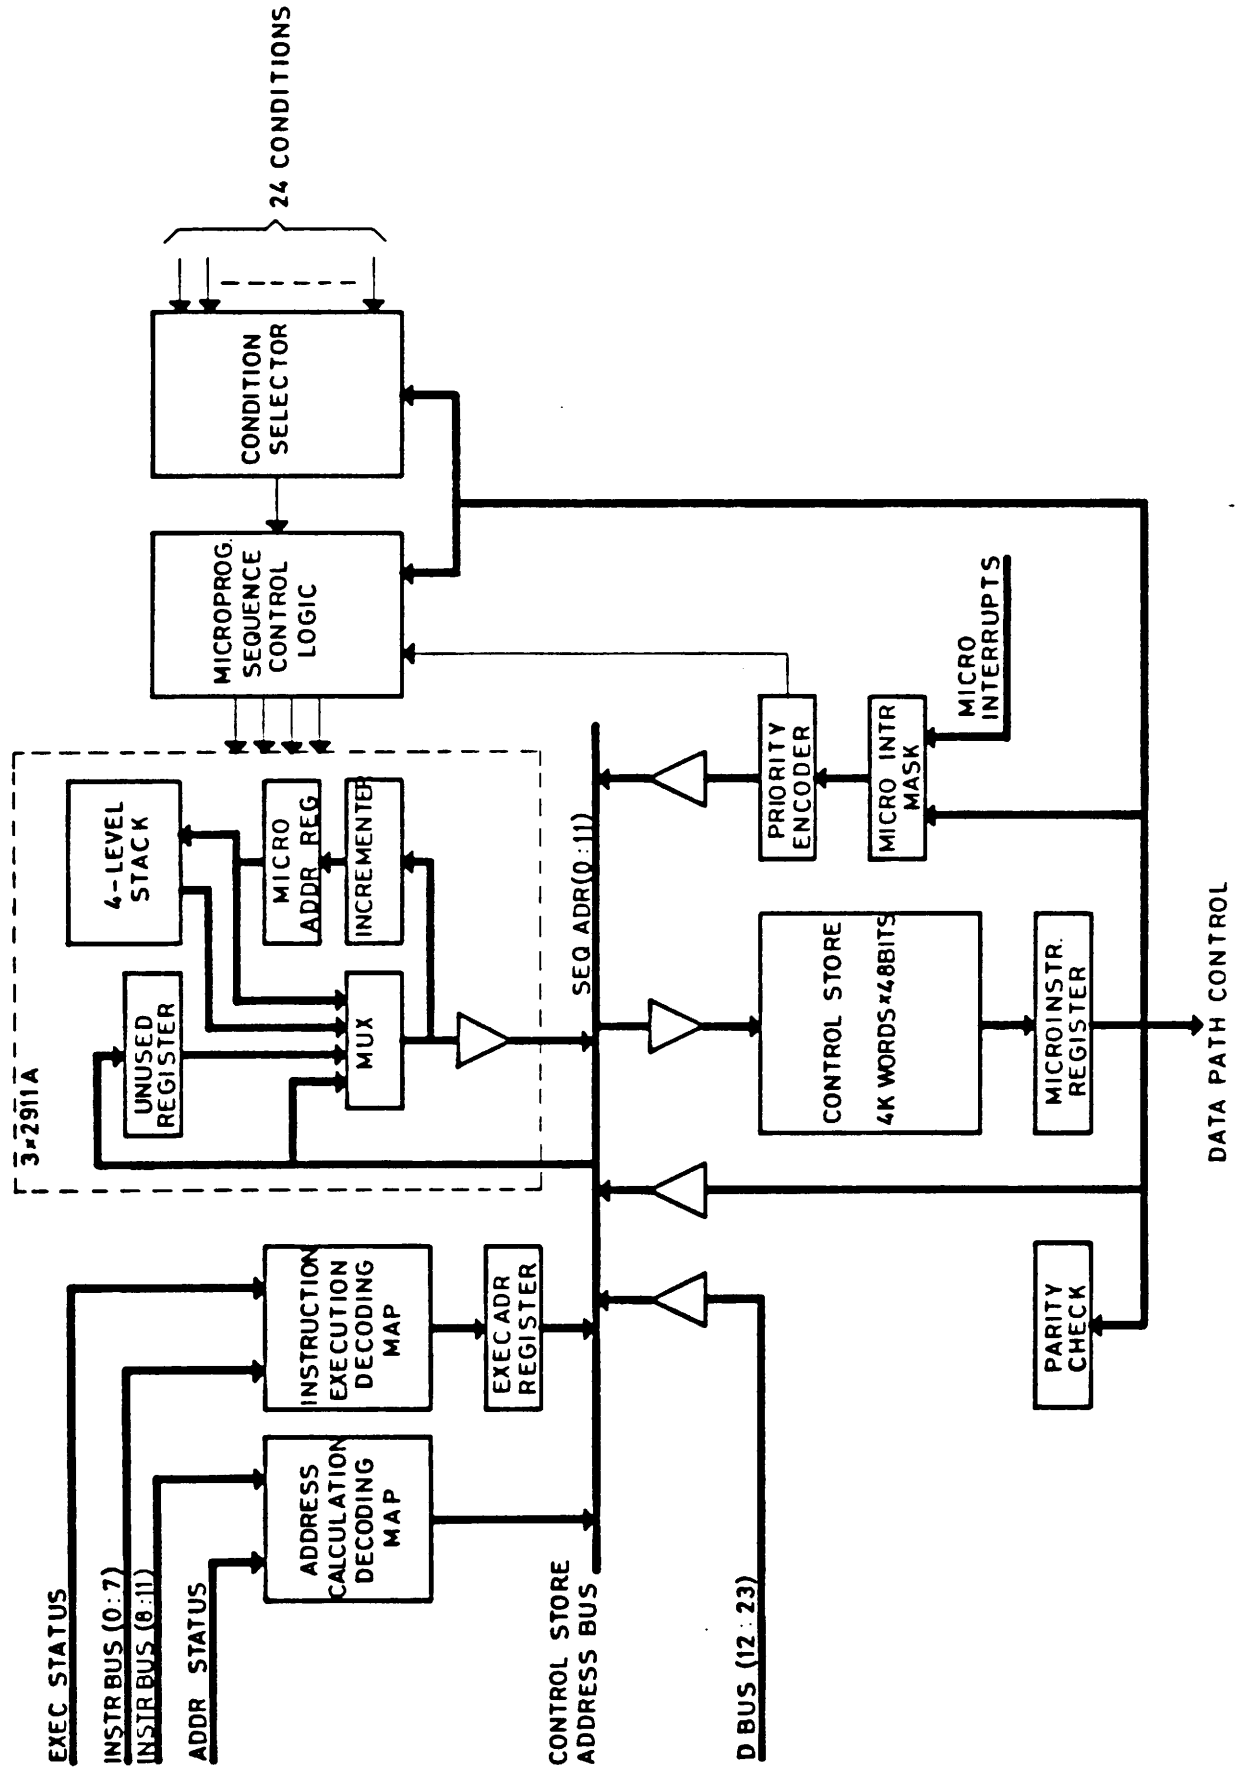 EXEC STATUS
INSTR BUS (0:7)
INSTR BUS (8:11)
ADDR STATUS
ADDRESS
CALCULATION
DECODING
MAP
INSTRUCTION
EXECUTION
DECODING
MAP
EXEC ADR
REGISTER
3×2911A
UNUSED
REGISTER
4-LEVEL
STACK
MUX
MICRO
ADDR REG
INCREMENTER
MICROPROG.
SEQUENCE
CONTROL
LOGIC
CONDITION
SELECTOR
24 CONDITIONS
CONTROL STORE
ADDRESS BUS
SEQ ADR(0:11)
D BUS (12:23)
CONTROL STORE
4K WORDS×48BITS
PRIORITY
ENCODER
MICRO INTR
MASK
MICRO
INTERRUPTS
PARITY
CHECK
MICROINSTR.
REGISTER
DATA PATH CONTROL